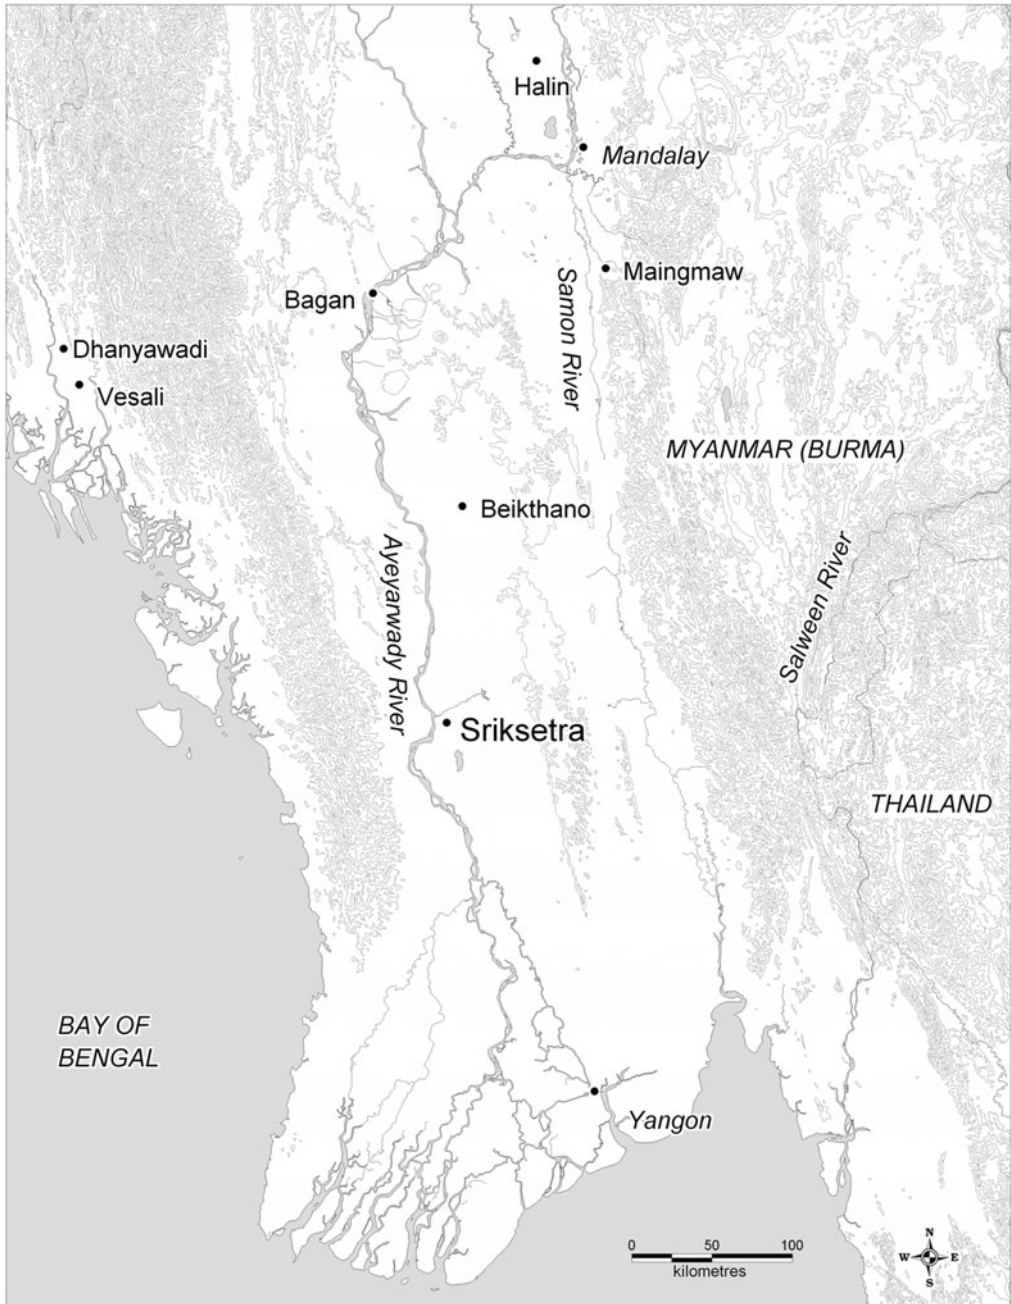 Halin
Mandalay
Samon River
Maingmaw
Bagan
Dhanyawadi
Vesali
MYANMAR (BURMA)
Beikthano
Ayeyarwady River
Salween River
Sriksetra
THAILAND
BAY OF
BENGAL
Yangon
0 50 100
kilometres
N
W E
S